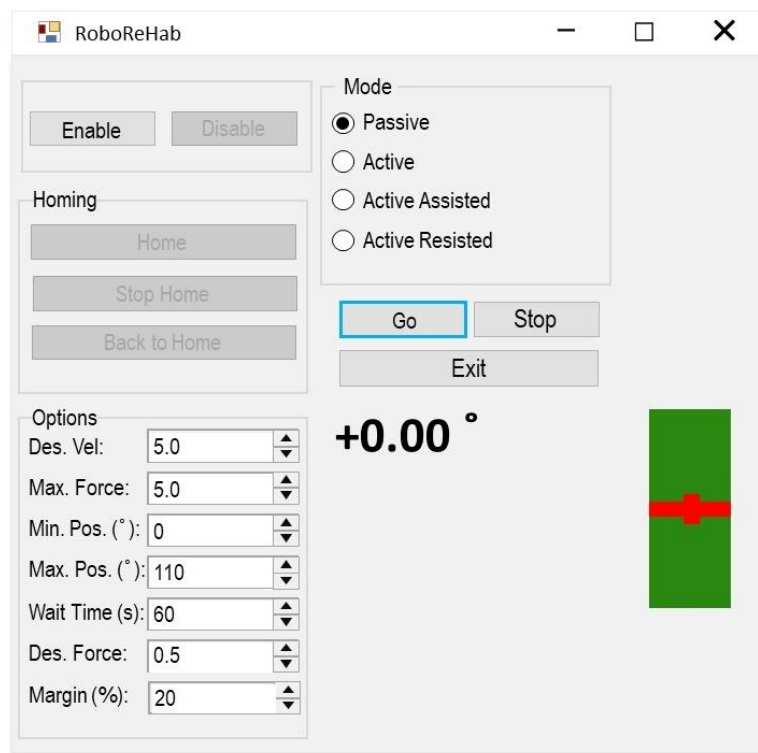 RoboReHab
Enable
Disable
Homing
Home
Stop Home
Back to Home
Mode
Passive
Active
Active Assisted
Active Resisted
Go
Stop
Exit
+0.00 °
Options
Des. Vel: 5.0
Max. Force: 5.0
Min. Pos. (°): 0
Max. Pos. (°): 110
Wait Time (s): 60
Des. Force: 0.5
Margin (%): 20